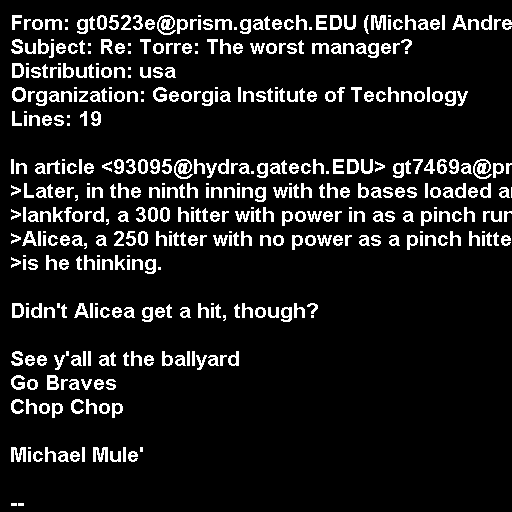 From: gt0523e@prism.gatech.EDU (Michael Andre
Subject: Re: Torre: The worst manager?
Distribution: usa
Organization: Georgia Institute of Technology
Lines: 19

In article <93095@hydra.gatech.EDU> gt7469a@pr
>Later, in the ninth inning with the bases loaded a
>lankford, a 300 hitter with power in as a pinch run
>Alicea, a 250 hitter with no power as a pinch hitte
>is he thinking.

Didn't Alicea get a hit, though?

See y'all at the ballyard
Go Braves
Chop Chop

Michael Mule'

--